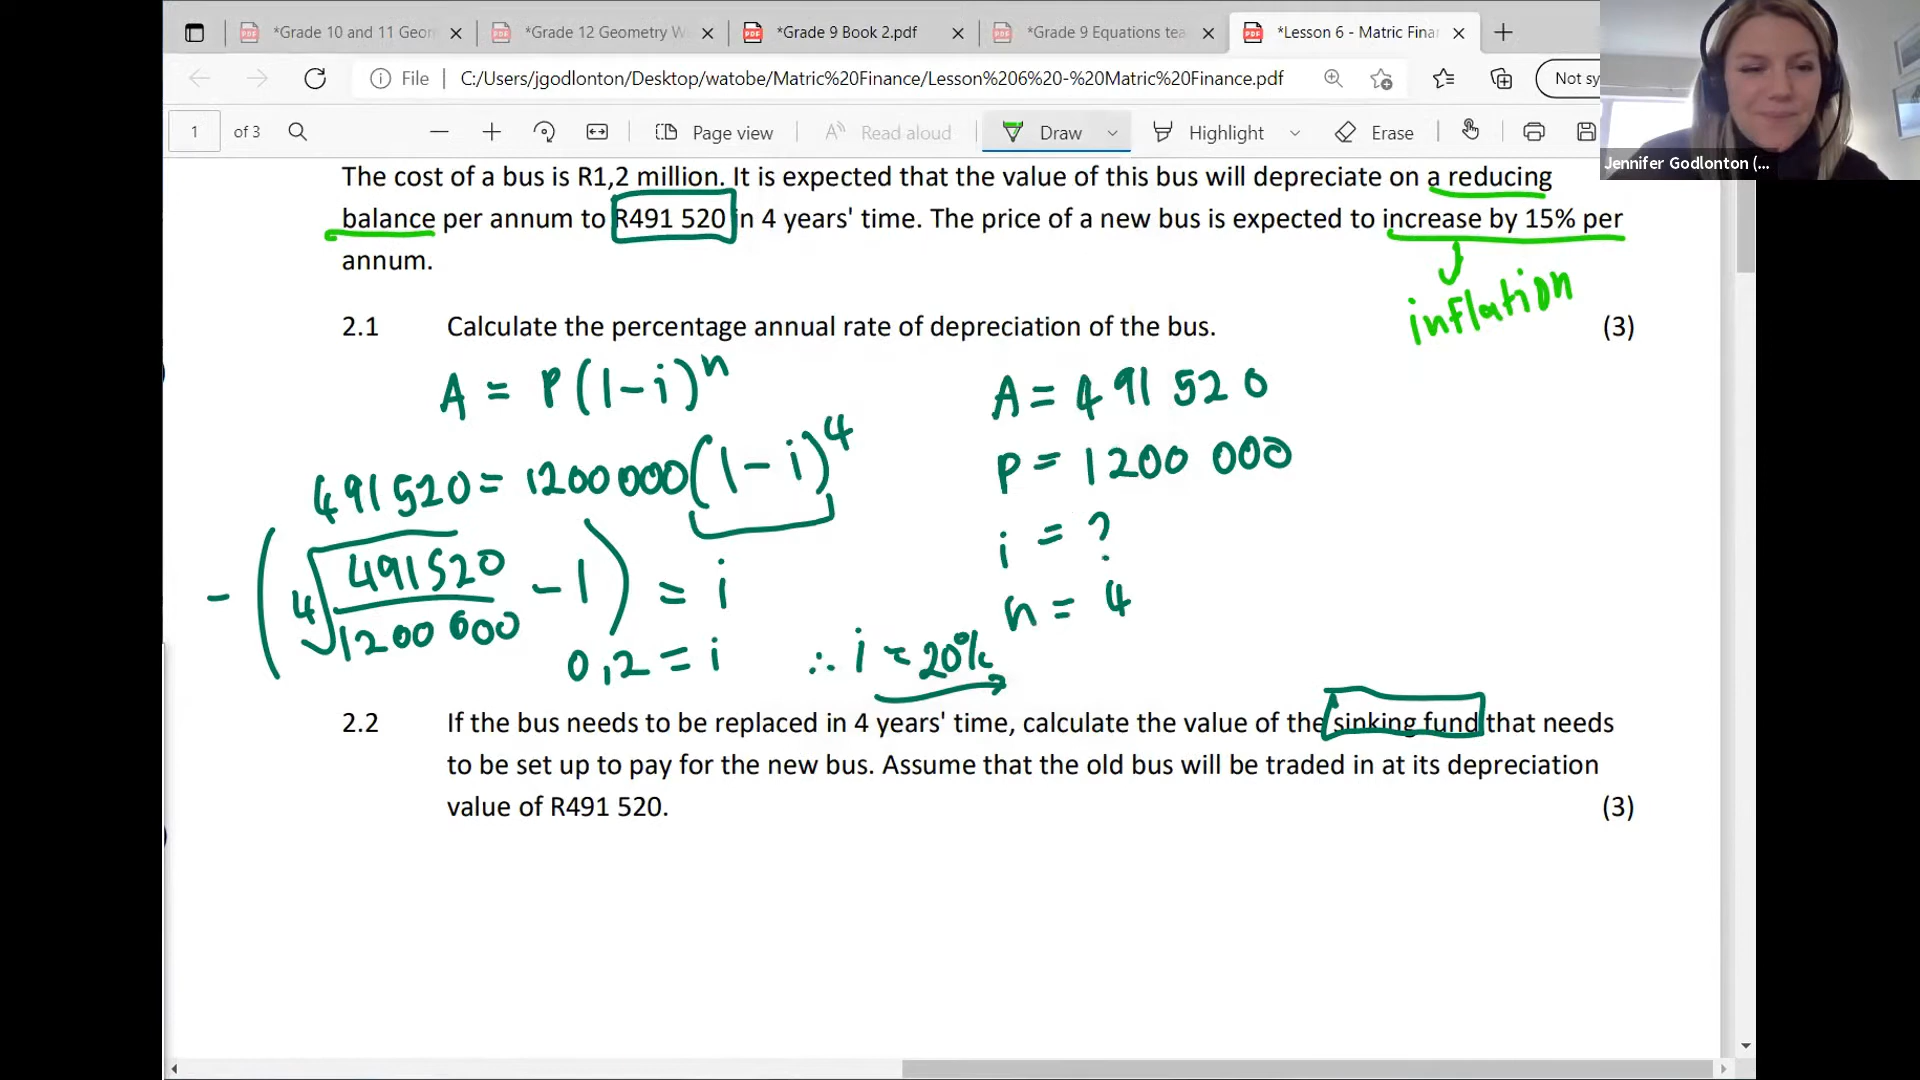 *Grade 10 and 11 Geor
*Grade 12 Geometry W
*Grade 9 Book 2.pdf
*Grade 9 Equations tea
*Lesson 6 - Matric Finar
File C:/Users/jgodlonton/Desktop/watobe/Matric%20Finance/Lesson%206%20-%20Matric%20Finance.pdf Not sy
1 of 3 Page view Read aloud Draw Highlight Erase
Jennifer Godlonton (...
The cost of a bus is R1,2 million. It is expected that the value of this bus will depreciate on a reducing
balance per annum to R491 520 in 4 years' time. The price of a new bus is expected to increase by 15% per
annum.
inflation
2.1 Calculate the percentage annual rate of depreciation of the bus. (3)
A = P(1-i)^n
A = 491 520
491520 = 1200 000(1-i)^4
P = 1200 000
i = ?
-(⁴√(491520/1200 000) - 1) = i
n = 4
0,2 = i ∴ i = 20%
2.2 If the bus needs to be replaced in 4 years' time, calculate the value of the sinking fund that needs
to be set up to pay for the new bus. Assume that the old bus will be traded in at its depreciation
value of R491 520. (3)